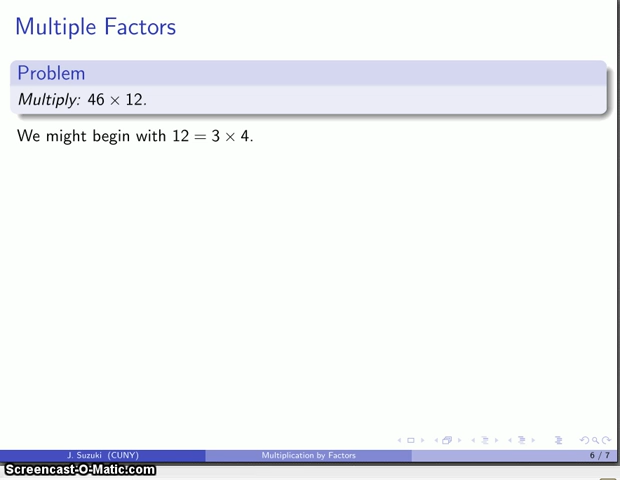 Multiple Factors
Problem
Multiply: 46 × 12.
We might begin with 12 = 3 × 4.
J. Suzuki (CUNY) Multiplication by Factors 6 / 7
Screencast-O-Matic.com